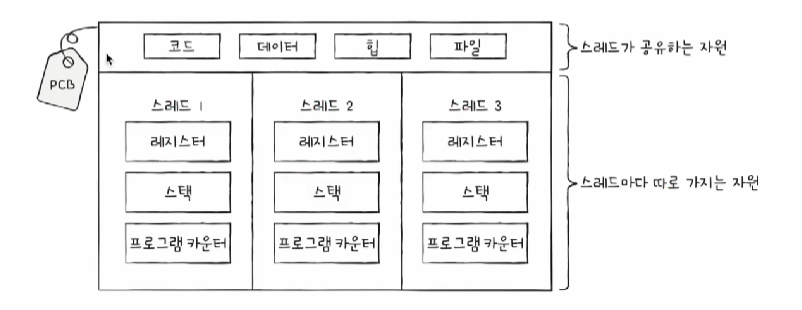 코드 데이터 힙 파일
스레드가 공유하는 자원
PCB
스레드 1 스레드 2 스레드 3
레지스터 레지스터 레지스터
스택 스택 스택
스레드마다 따로 가지는 자원
프로그램 카운터 프로그램 카운터 프로그램 카운터